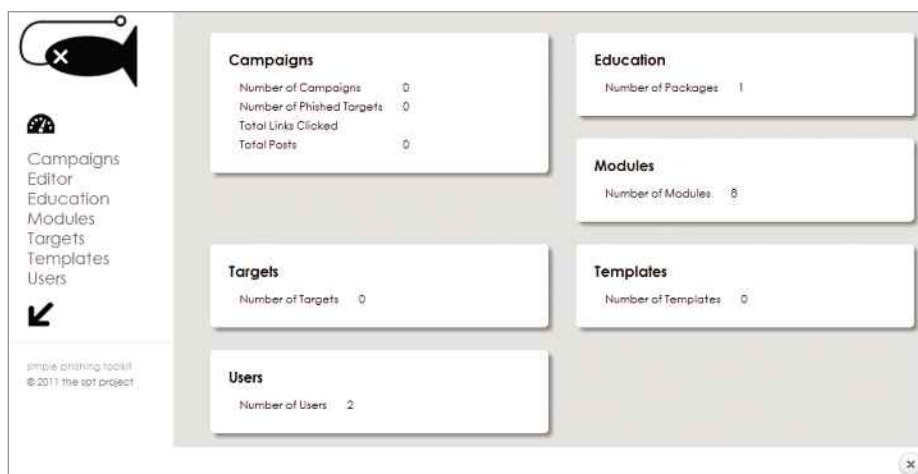 Campaigns
Editor
Education
Modules
Targets
Templates
Users
simple phishing toolkit
© 2011 the spt project
Campaigns
Number of Campaigns 0
Number of Phished Targets 0
Total Links Clicked
Total Posts 0
Education
Number of Packages 1
Modules
Number of Modules 8
Targets
Number of Targets 0
Templates
Number of Templates 0
Users
Number of Users 2